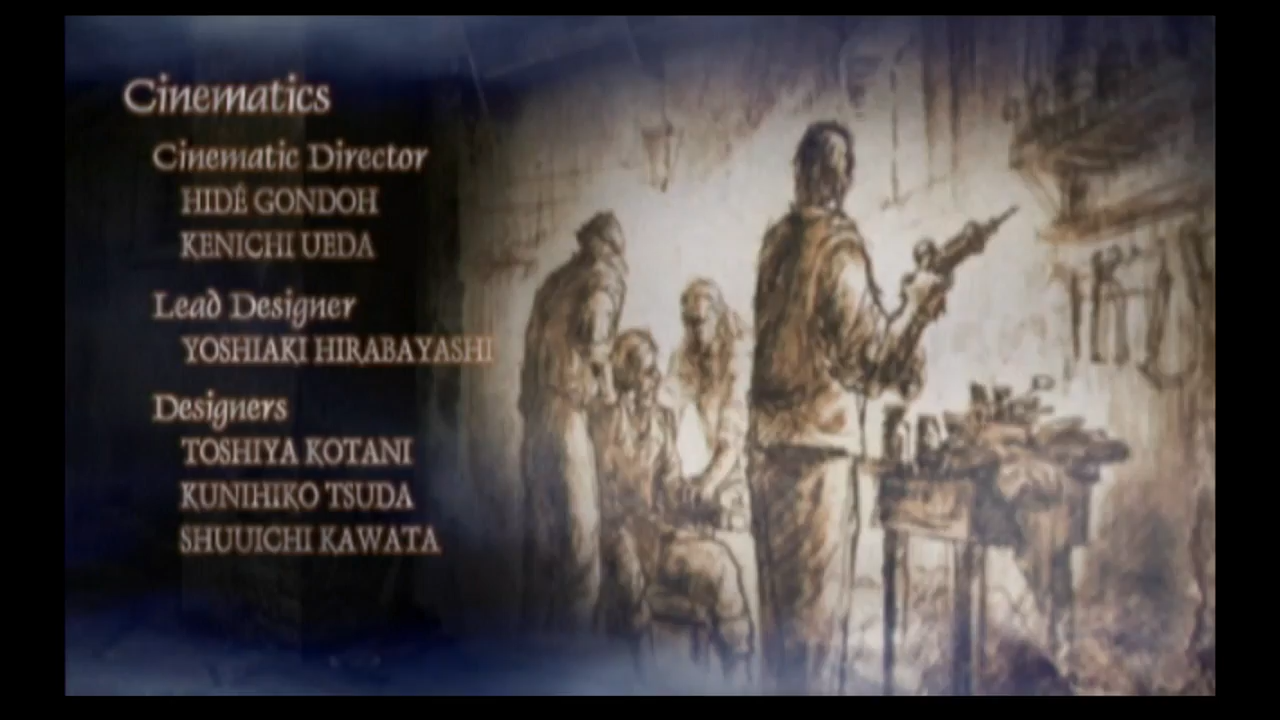 Cinematics
Cinematic Director
HIDÉ GONDOH
KENICHI UEDA
Lead Designer
YOSHIAKI HIRABAYASHI
Designers
TOSHIYA KOTANI
KUNIHIKO TSUDA
SHUUICHI KAWATA